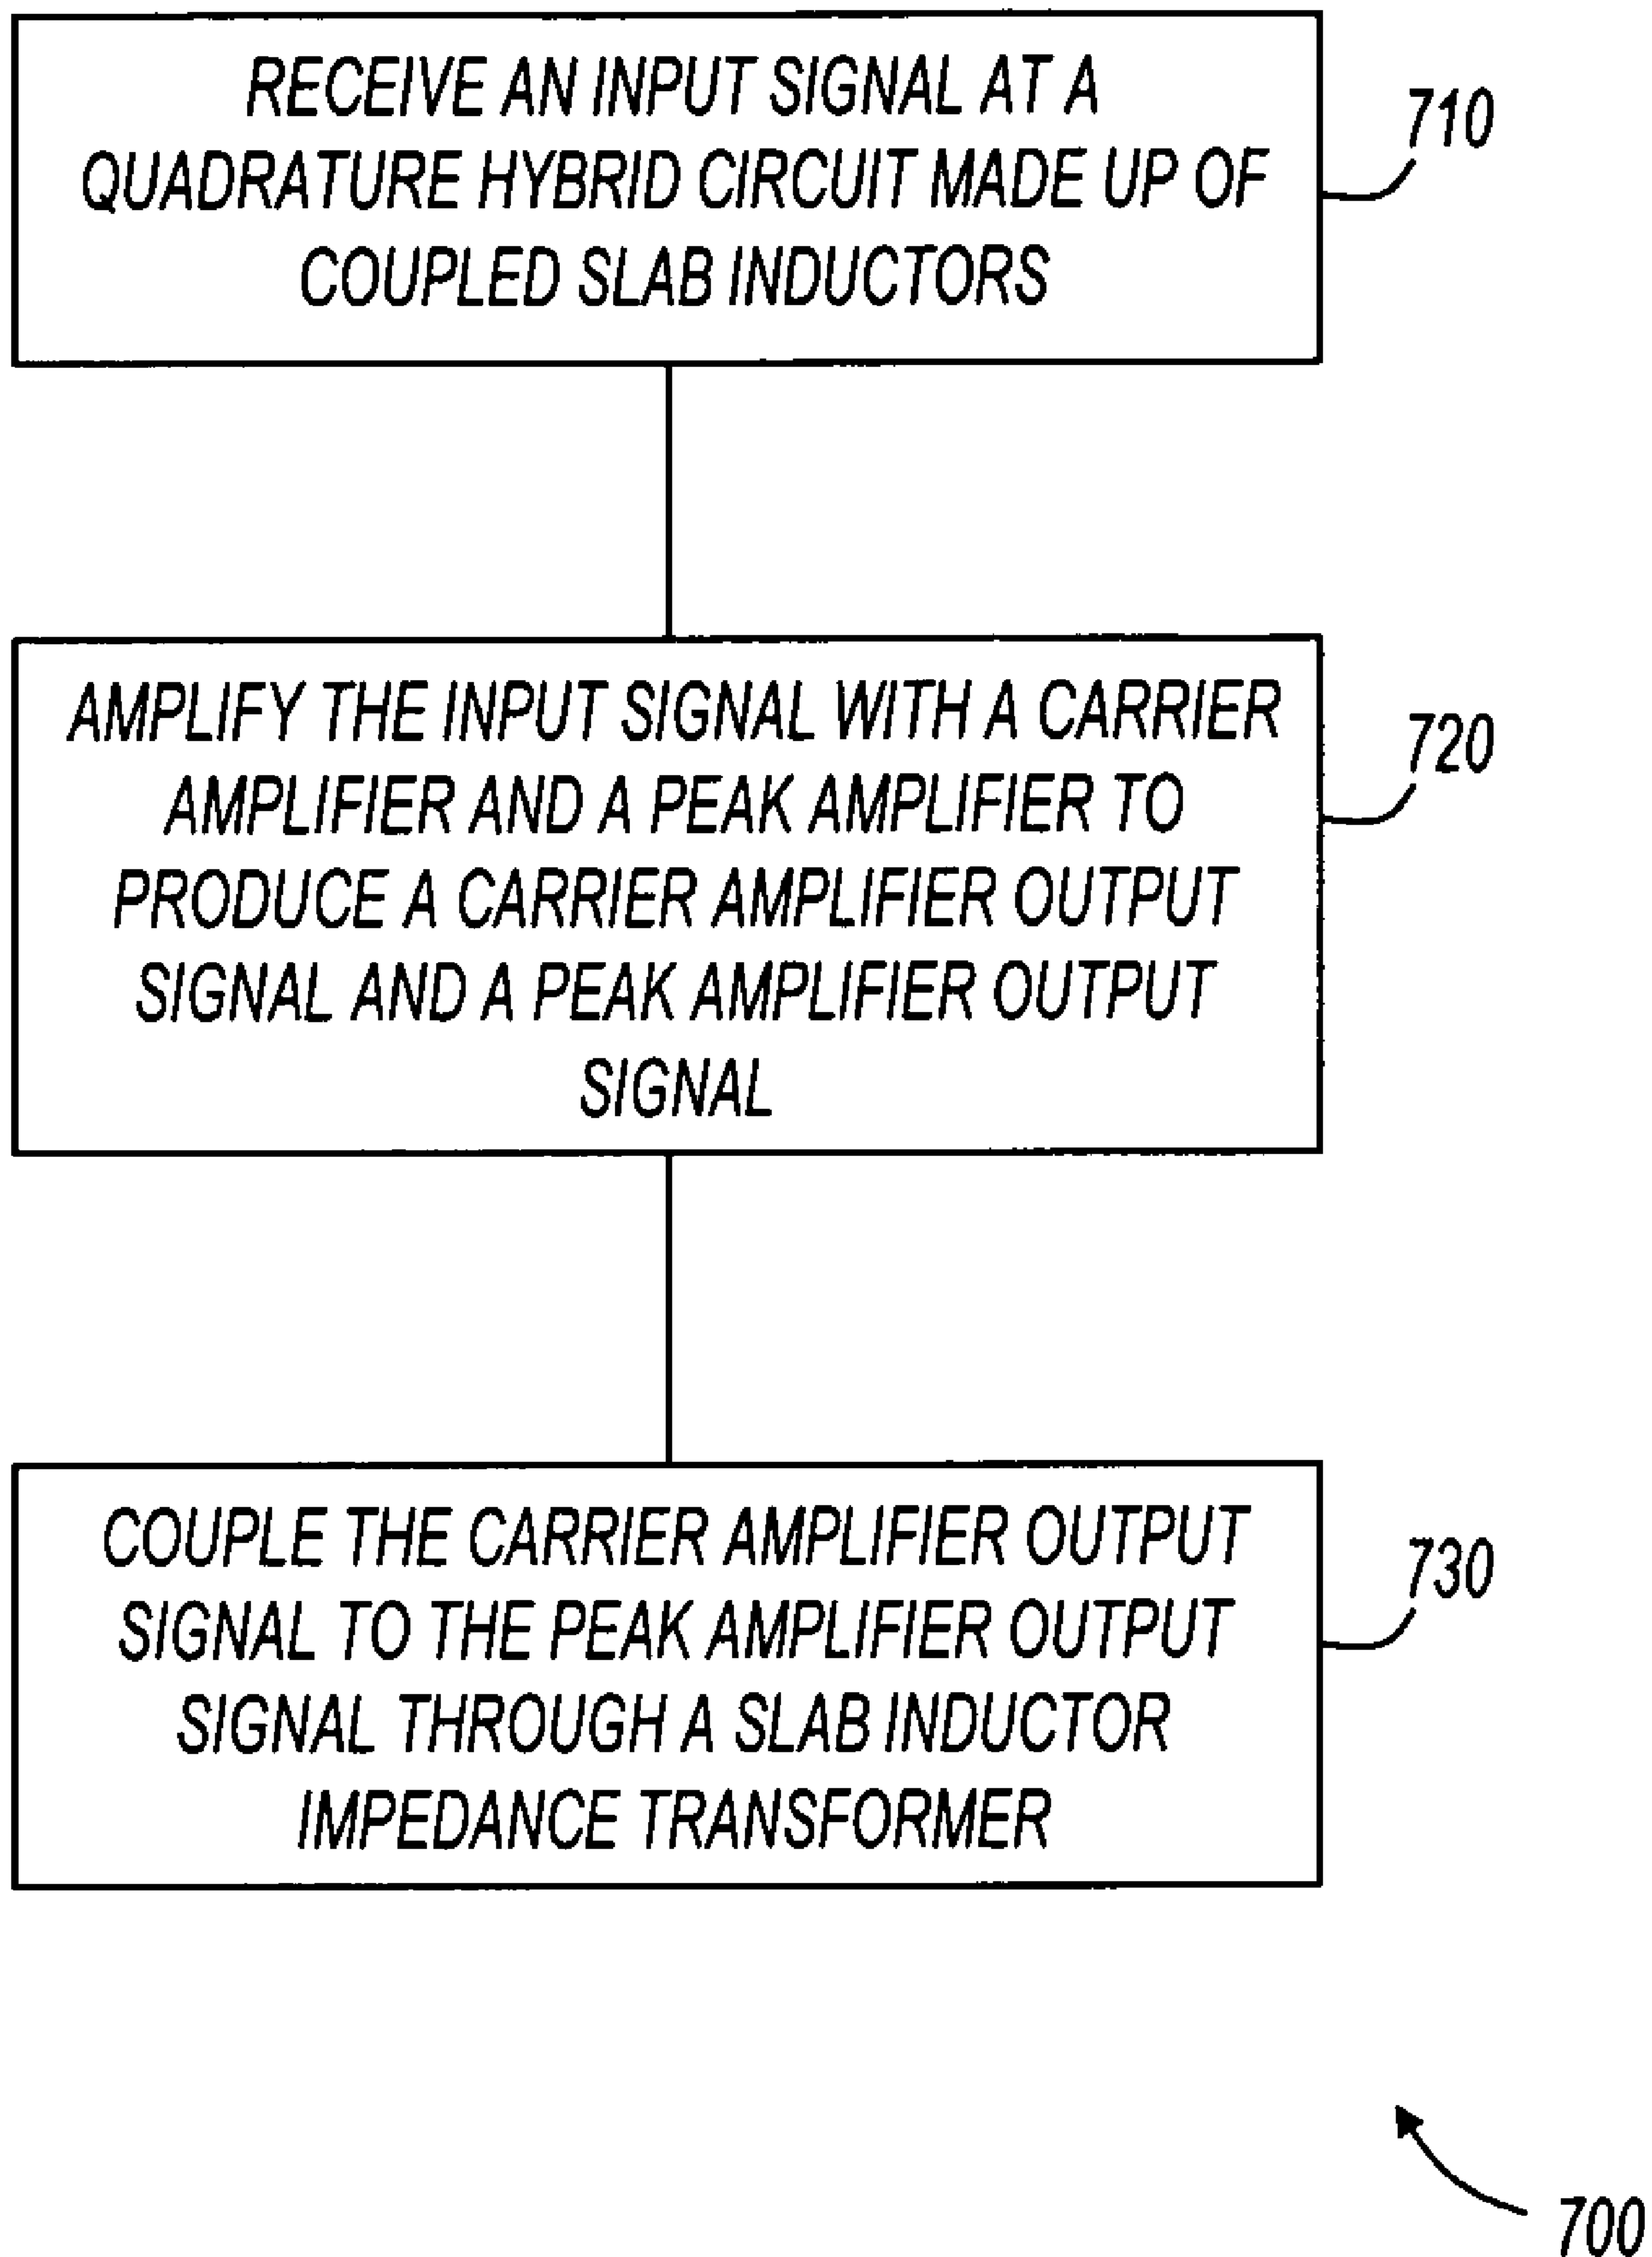 RECEIVE AN INPUT SIGNAL AT A
QUADRATURE HYBRID CIRCUIT MADE UP OF
COUPLED SLAB INDUCTORS
710
AMPLIFY THE INPUT SIGNAL WITH A CARRIER
AMPLIFIER AND A PEAK AMPLIFIER TO
PRODUCE A CARRIER AMPLIFIER OUTPUT
SIGNAL AND A PEAK AMPLIFIER OUTPUT
SIGNAL
720
COUPLE THE CARRIER AMPLIFIER OUTPUT
SIGNAL TO THE PEAK AMPLIFIER OUTPUT
SIGNAL THROUGH A SLAB INDUCTOR
IMPEDANCE TRANSFORMER
730
700